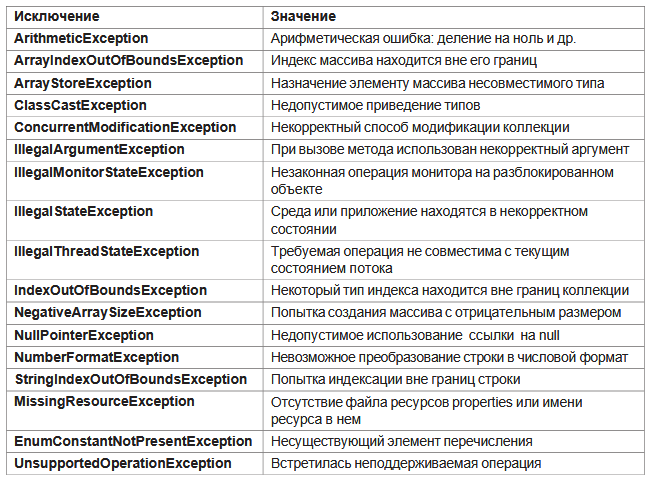 Исключение Значение
ArithmeticException Арифметическая ошибка: деление на ноль и др.
ArrayIndexOutOfBoundsException Индекс массива находится вне его границ
ArrayStoreException Назначение элементу массива несовместимого типа
ClassCastException Недопустимое приведение типов
ConcurrentModificationException Некорректный способ модификации коллекции
IllegalArgumentException При вызове метода использован некорректный аргумент
IllegalMonitorStateException Незаконная операция монитора на разблокированном
объекте
IllegalStateException Среда или приложение находятся в некорректном
состоянии
IllegalThreadStateException Требуемая операция не совместима с текущим
состоянием потока
IndexOutOfBoundsException Некоторый тип индекса находится вне границ коллекции
NegativeArraySizeException Попытка создания массива с отрицательным размером
NullPointerException Недопустимое использование ссылки на null
NumberFormatException Невозможное преобразование строки в числовой формат
StringIndexOutOfBoundsException Попытка индексации вне границ строки
MissingResourceException Отсутствие файла ресурсов properties или имени
ресурса в нем
EnumConstantNotPresentException Несуществующий элемент перечисления
UnsupportedOperationException Встретилась неподдерживаемая операция